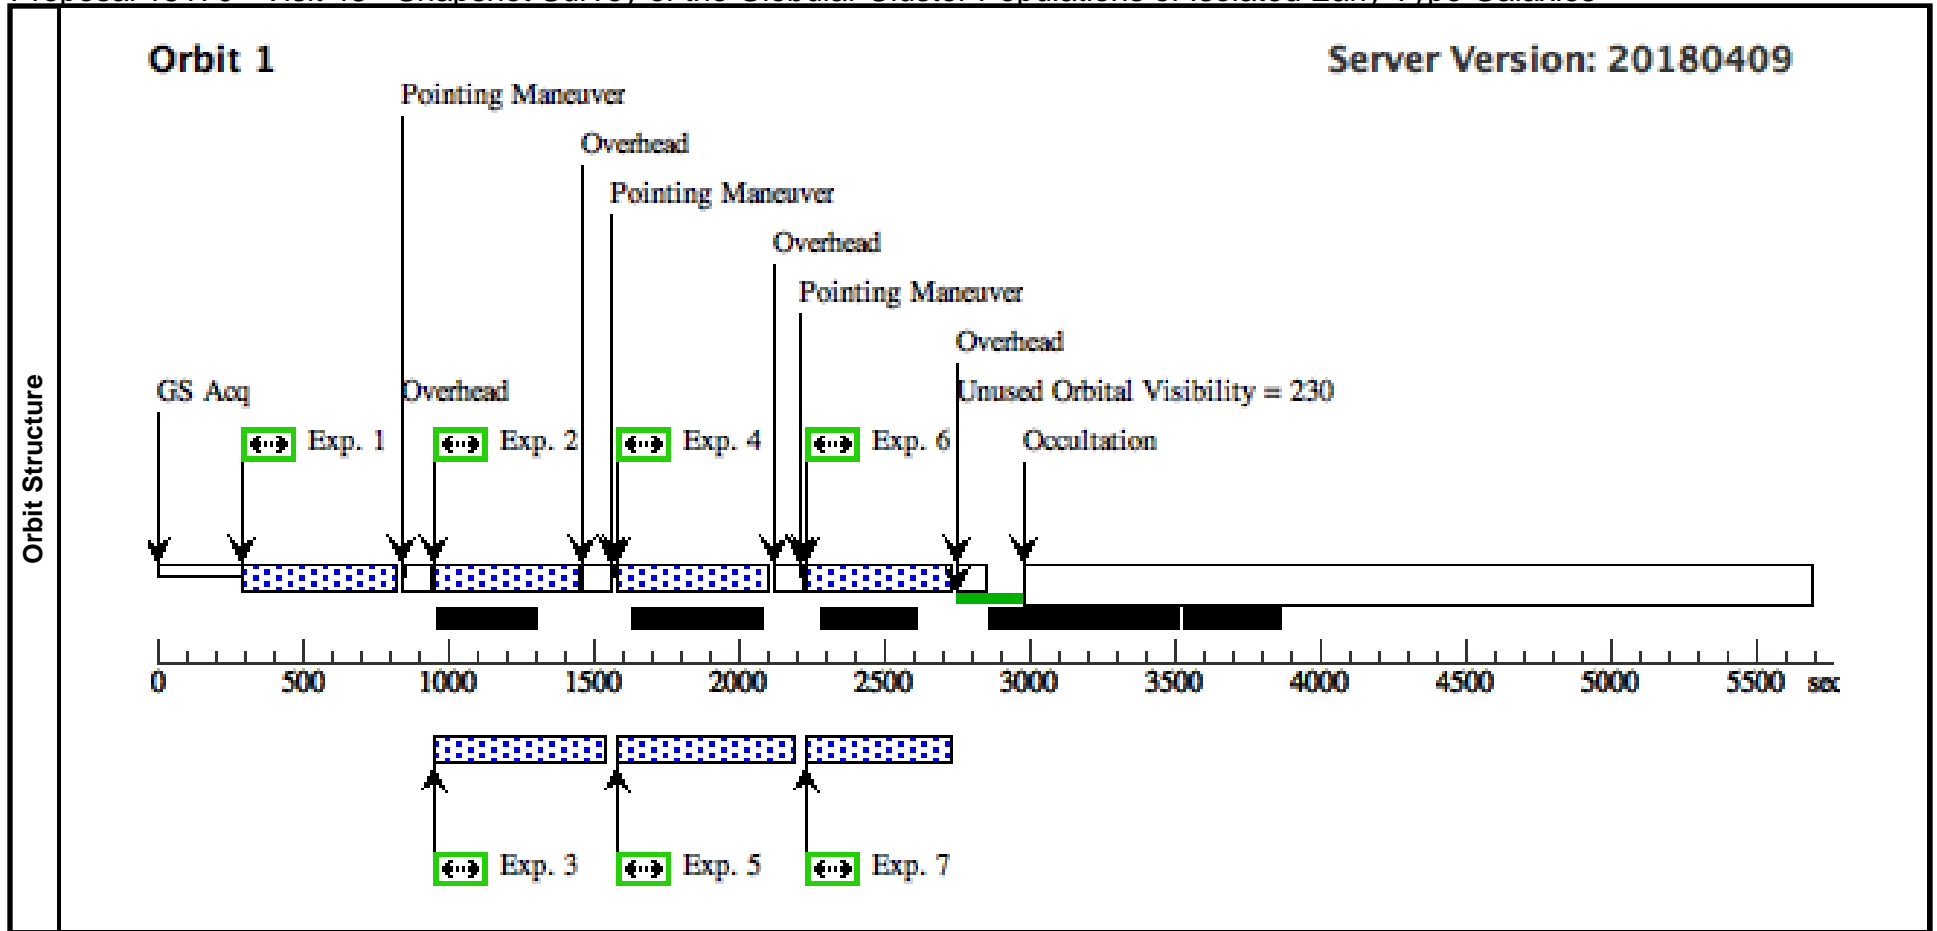 Orbit 1
Server Version: 20180409
Pointing Maneuver
Overhead
Pointing Maneuver
Overhead
Pointing Maneuver
Overhead
GS Acq
Overhead
Unused Orbital Visibility = 230
Exp. 1
Exp. 2
Exp. 4
Exp. 6
Occultation
Orbit Structure
0 500 1000 1500 2000 2500 3000 3500 4000 4500 5000 5500 sec
Exp. 3
Exp. 5
Exp. 7